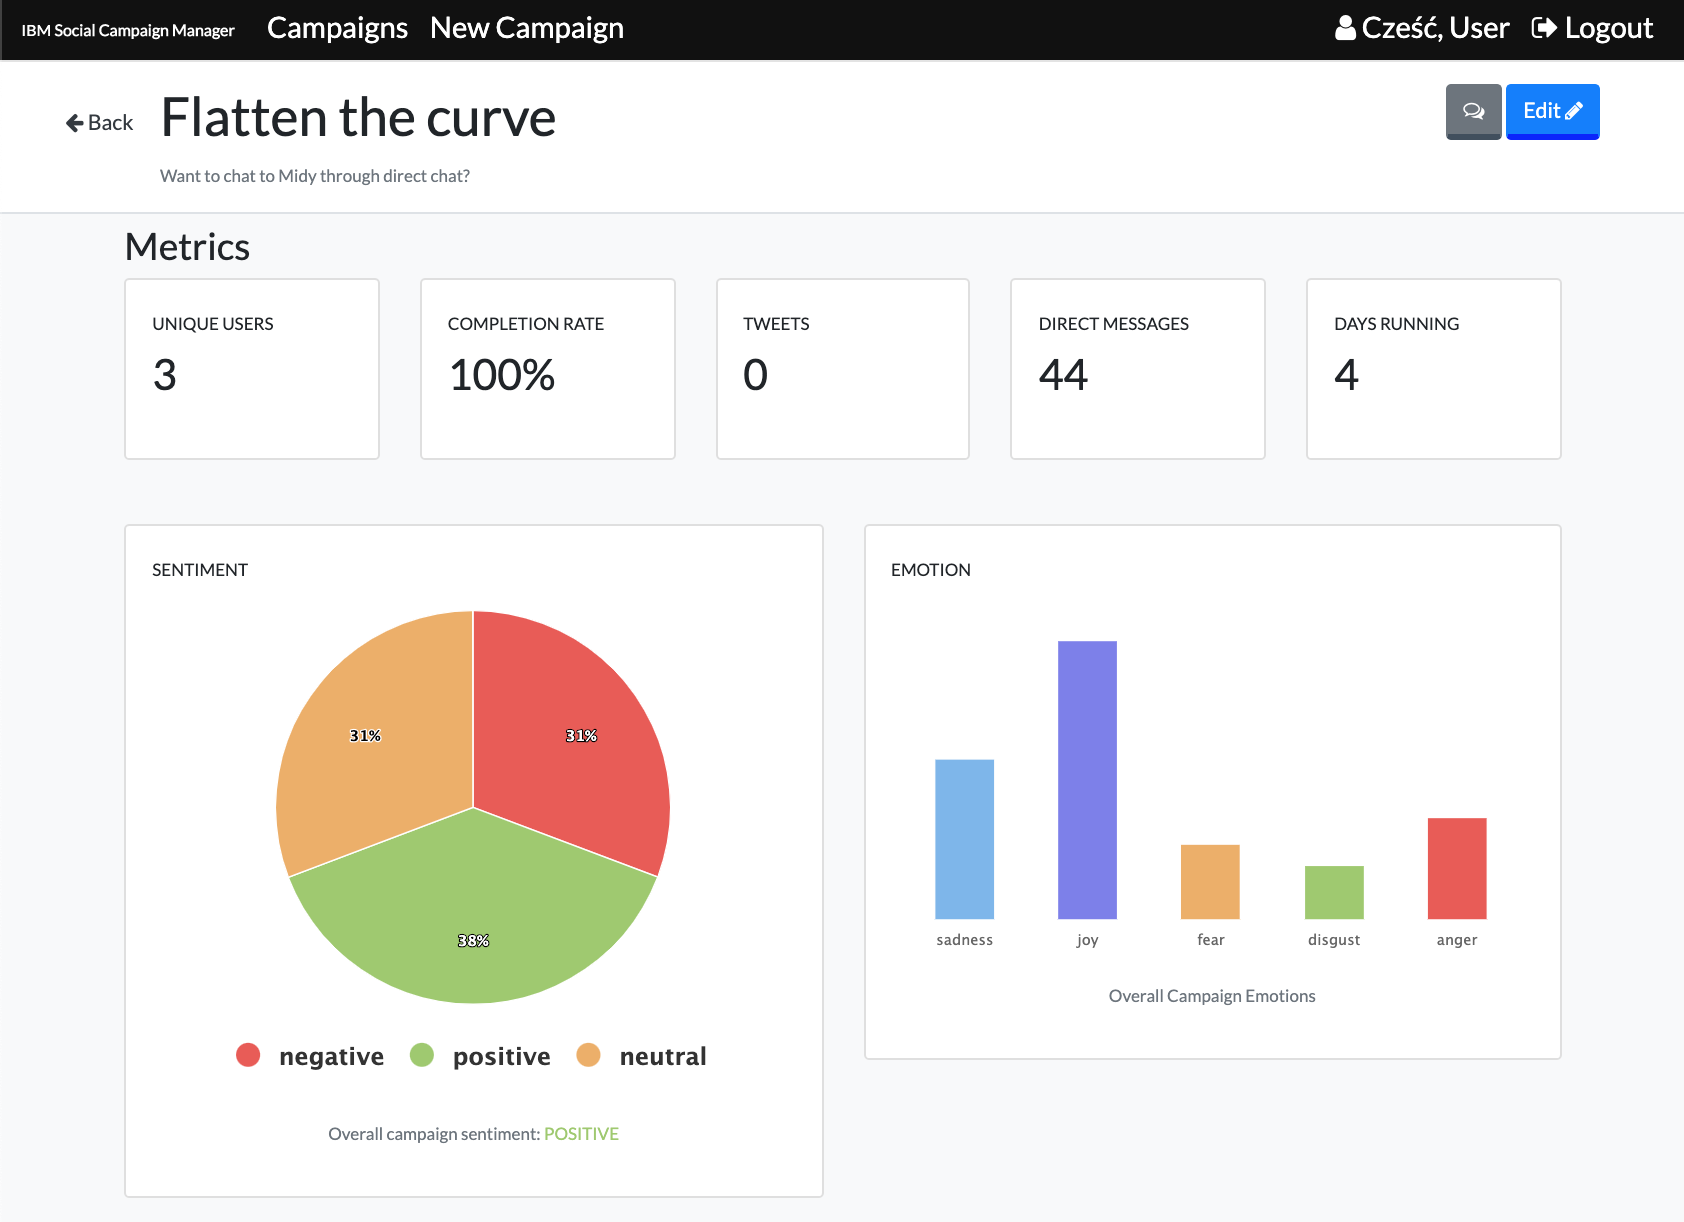 IBM Social Campaign Manager Campaigns New Campaign Cześć, User Logout
Back Flatten the curve Edit
Want to chat to Midy through direct chat?
Metrics
UNIQUE USERS
3
COMPLETION RATE
100%
TWEETS
0
DIRECT MESSAGES
44
DAYS RUNNING
4
SENTIMENT
31% 31%
38%
negative positive neutral
Overall campaign sentiment: POSITIVE
EMOTION
sadness joy fear disgust anger
Overall Campaign Emotions